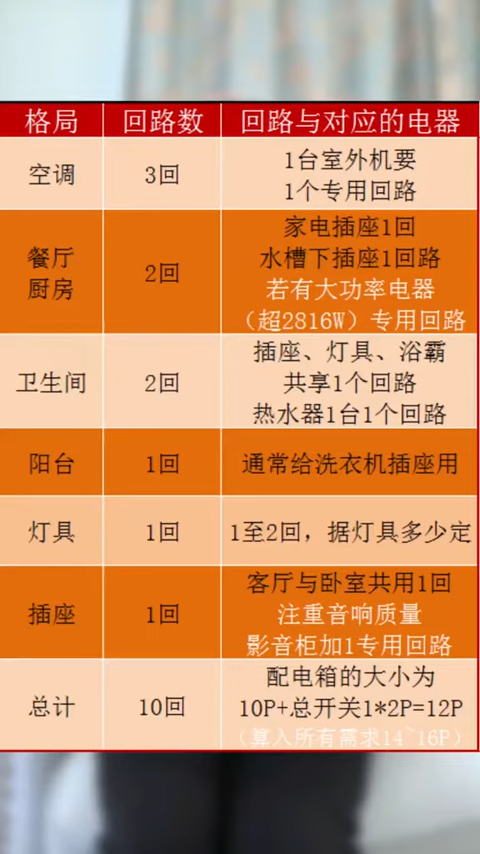 格局 回路数 回路与对应的电器
空调 3回 1台室外机要
1个专用回路
餐厅
厨房 2回 家电插座1回
水槽下插座1回路
若有大功率电器
（超2816W）专用回路
卫生间 2回 插座、灯具、浴霸
共享1个回路
热水器1台1个回路
阳台 1回 通常给洗衣机插座用
灯具 1回 1至2回，据灯具多少定
插座 1回 客厅与卧室共用1回
注重音响质量
影音柜加1专用回路
总计 10回 配电箱的大小为
10P+总开关1*2P=12P
（算入所有需求14~16P）